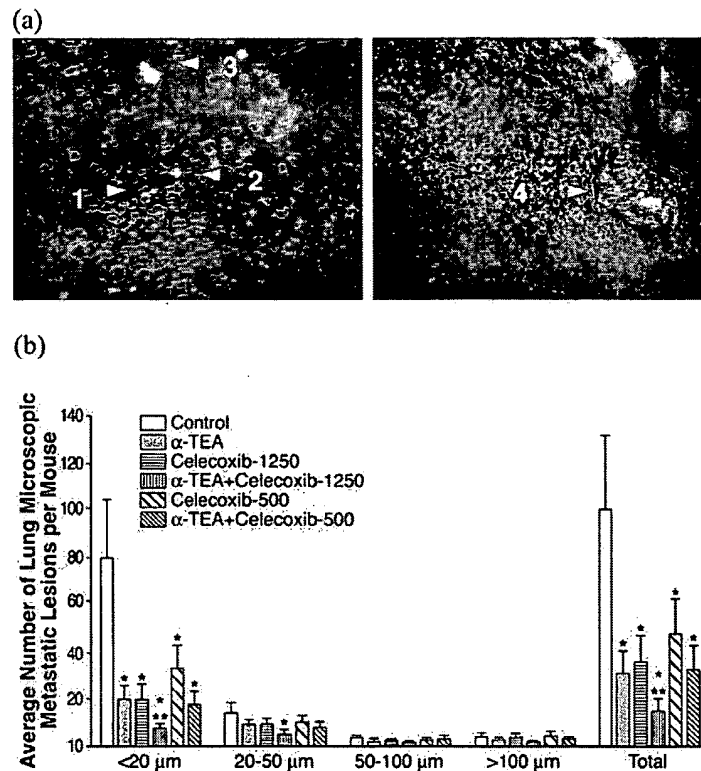 (a)
3
1
2
4
(b)
Average Number of Lung Microscopic
Metastatic Lesions per Mouse
140
120
100
80
60
40
20
10
Control
α-TEA
Celecoxib-1250
α-TEA+Celecoxib-1250
Celecoxib-500
α-TEA+Celecoxib-500
* * * ** * *
*
* * * ** * *
<20 µm
20-50 µm
50-100 µm
>100 µm
Total